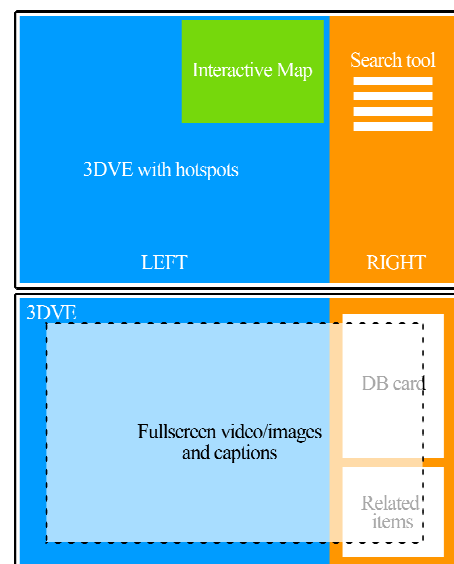 Interactive Map
Search tool
3DVE with hotspots
LEFT
RIGHT
3DVE
DB card
Fullscreen video/images
and captions
Related
items